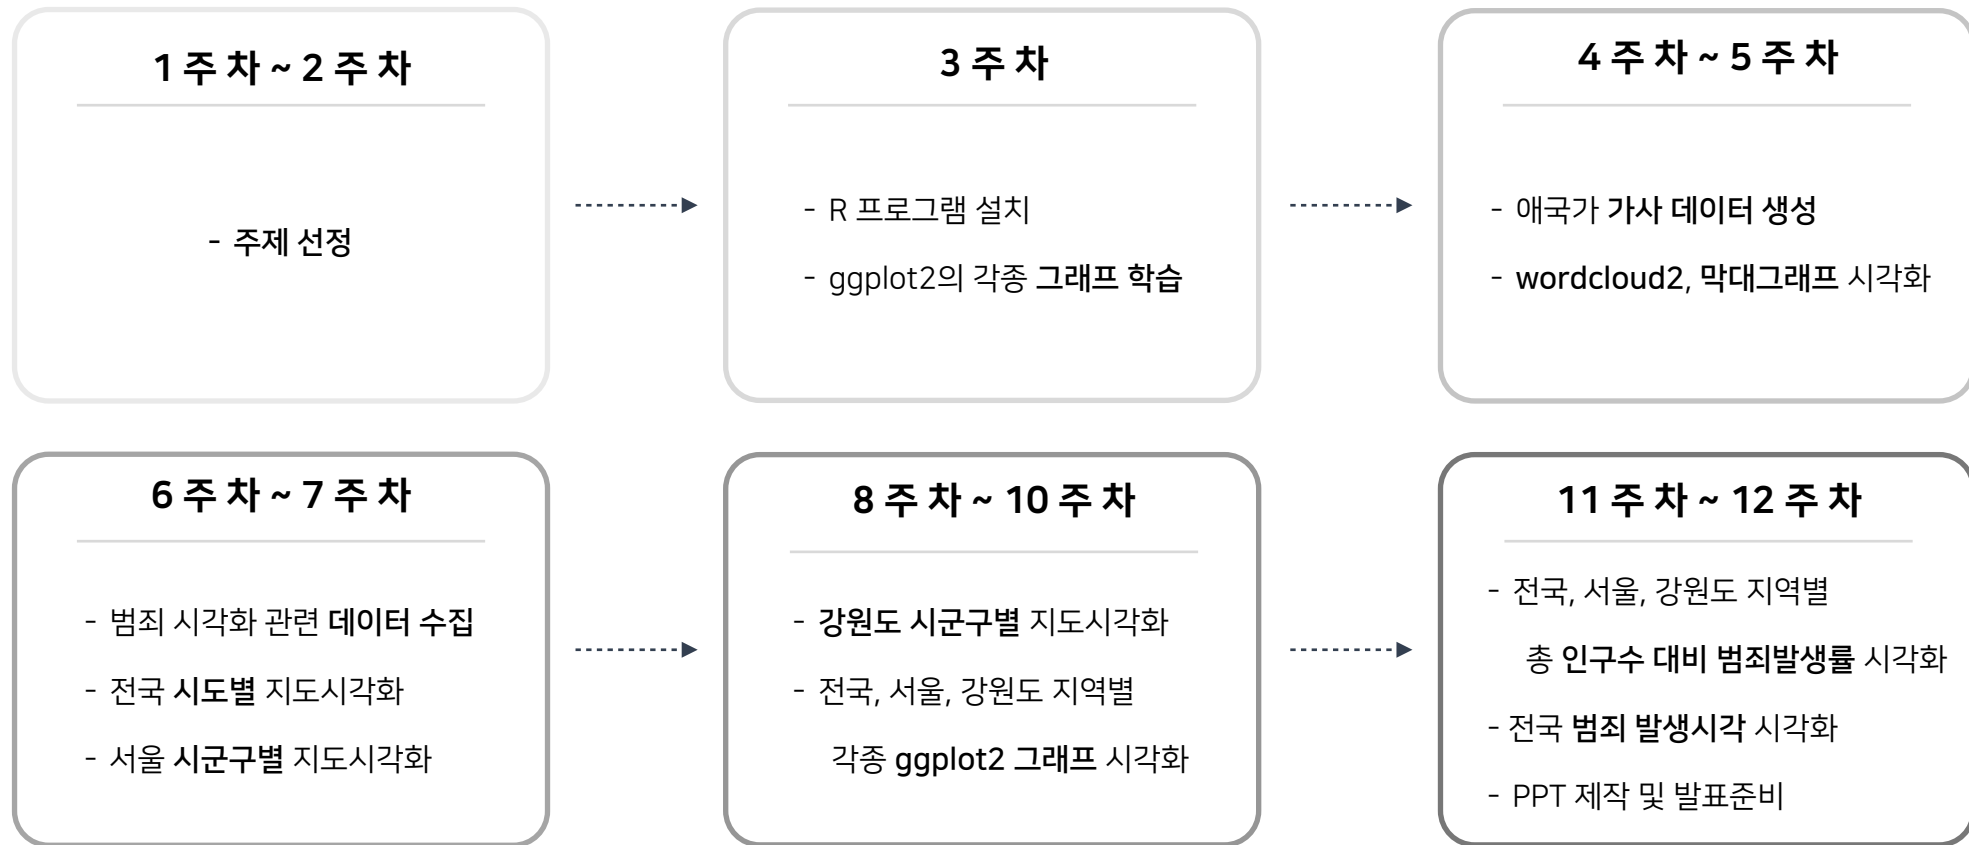 1 주 차 ~ 2 주 차
- 주제 선정
3 주 차
- R 프로그램 설치
- ggplot2의 각종 그래프 학습
4 주 차 ~ 5 주 차
- 애국가 가사 데이터 생성
- wordcloud2, 막대그래프 시각화
6 주 차 ~ 7 주 차
- 범죄 시각화 관련 데이터 수집
- 전국 시도별 지도시각화
- 서울 시군구별 지도시각화
8 주 차 ~ 10 주 차
- 강원도 시군구별 지도시각화
- 전국, 서울, 강원도 지역별
각종 ggplot2 그래프 시각화
11 주 차 ~ 12 주 차
- 전국, 서울, 강원도 지역별
총 인구수 대비 범죄발생률 시각화
- 전국 범죄 발생시각 시각화
- PPT 제작 및 발표준비